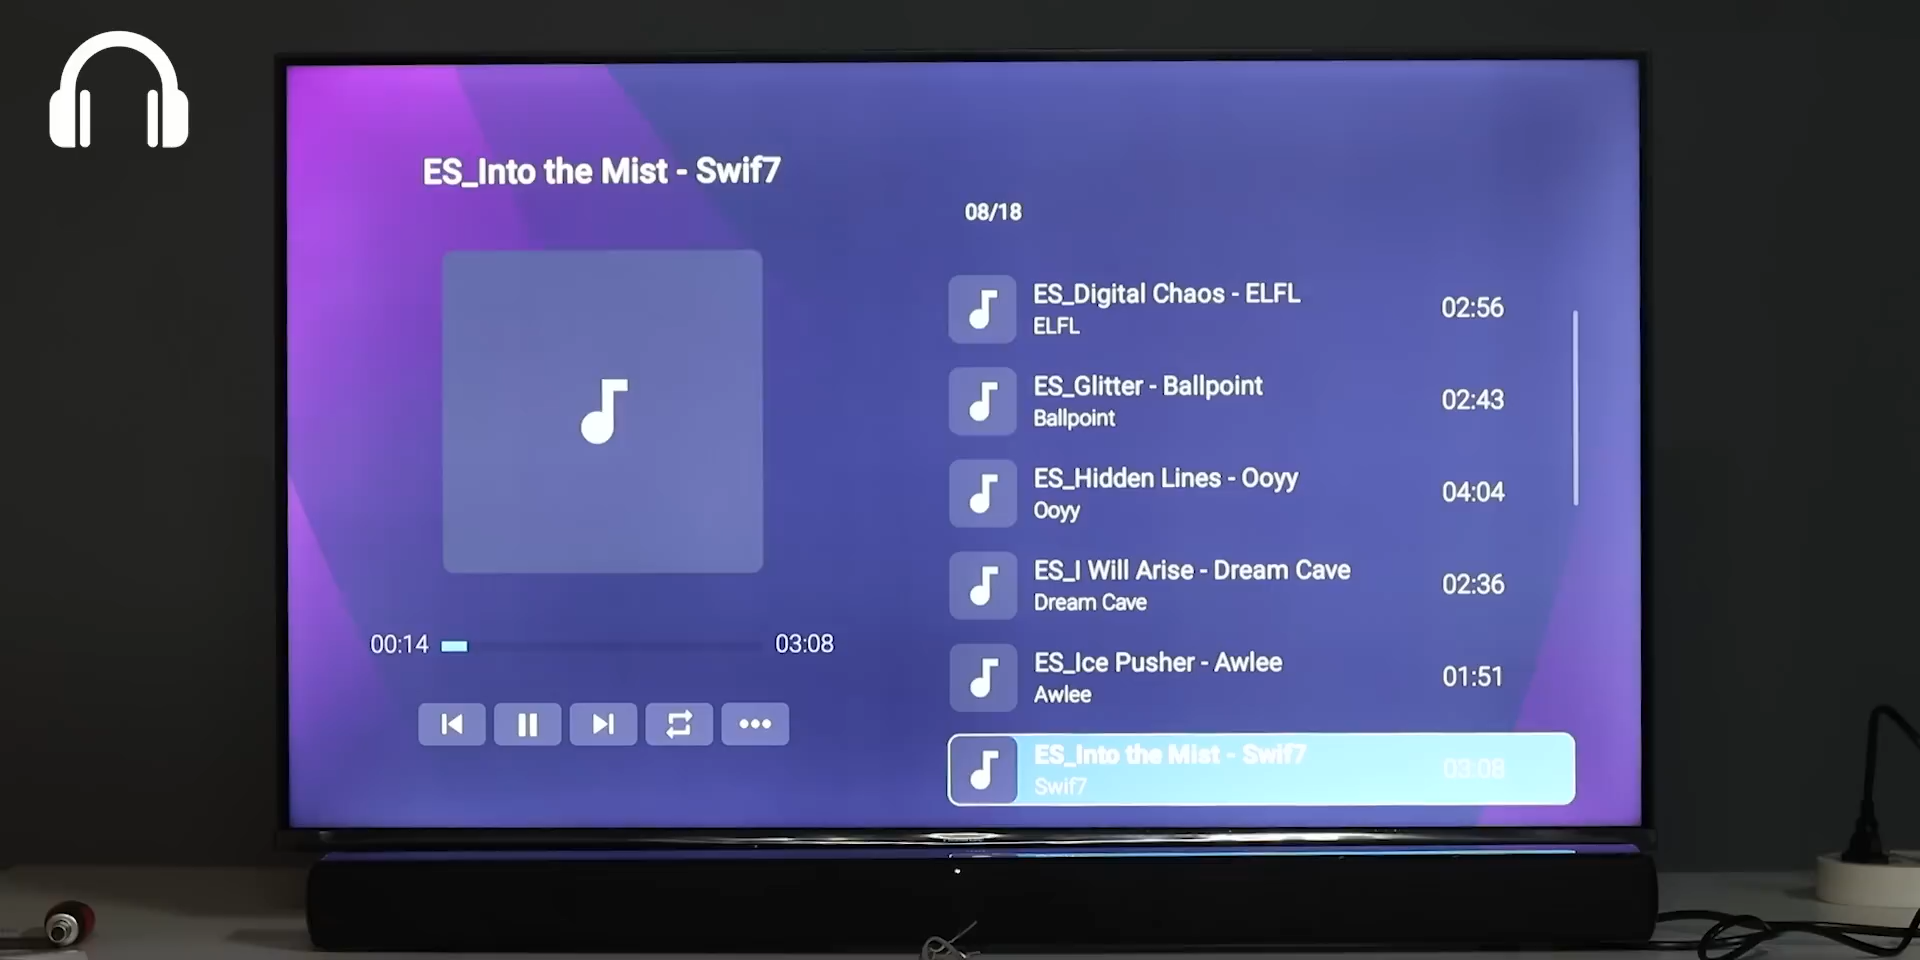 ES_Into the Mist - Swif7
00:14
03:08
08/18
ES_Digital Chaos - ELFL
ELFL
02:56
ES_Glitter - Ballpoint
Ballpoint
02:43
ES_Hidden Lines - Ooyy
Ooyy
04:04
ES_I Will Arise - Dream Cave
Dream Cave
02:36
ES_Ice Pusher - Awlee
Awlee
01:51
ES_Into the Mist - Swif7
Swif7
03:08